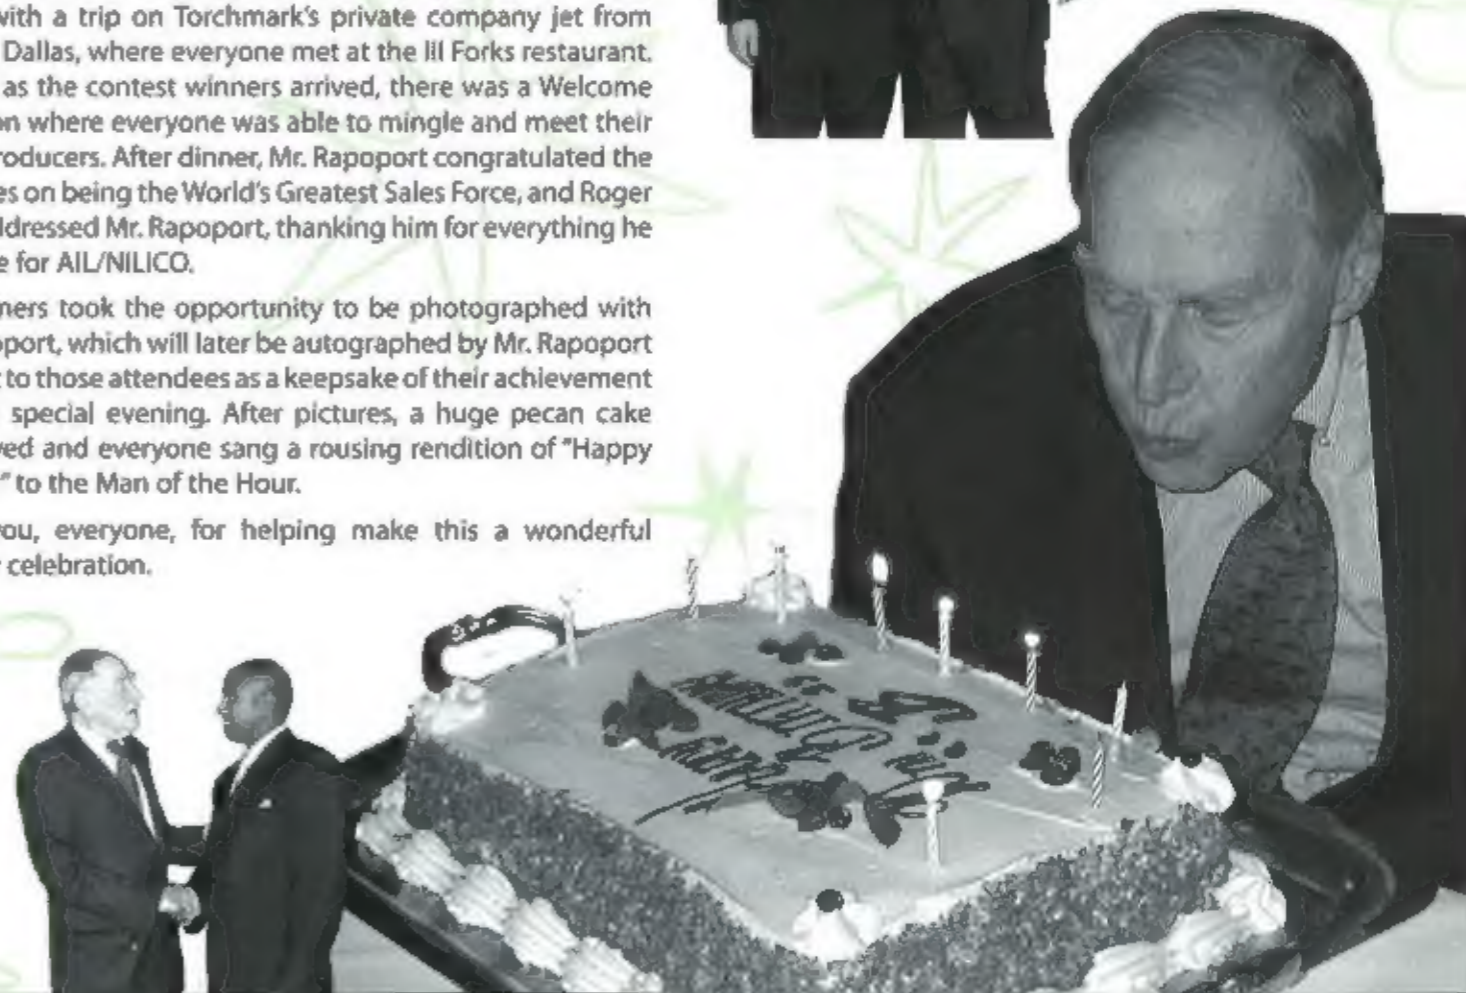 with a trip on Torchmark's private company jet from
Dallas, where everyone met at the III Forks restaurant.
as the contest winners arrived, there was a Welcome
on where everyone was able to mingle and meet their
roducers. After dinner, Mr. Rapoport congratulated the
es on being the World's Greatest Sales Force, and Roger
ddressed Mr. Rapoport, thanking him for everything he
e for AIL/NILICO.
ners took the opportunity to be photographed with
oport, which will later be autographed by Mr. Rapoport
t to those attendees as a keepsake of their achievement
special evening. After pictures, a huge pecan cake
ved and everyone sang a rousing rendition of "Happy
" to the Man of the Hour.
ou, everyone, for helping make this a wonderful
celebration.
Happy